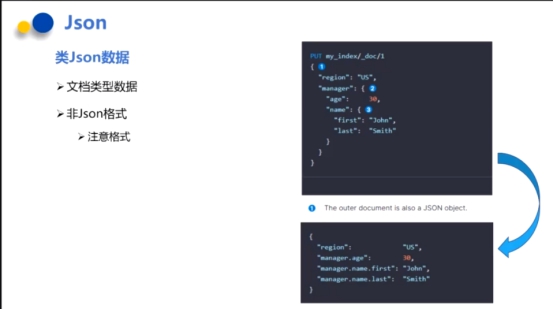 Json
类Json数据
➢文档类型数据
➢非Json格式
➢注意格式
PUT my_index/_doc/1
{ 1
"region": "US",
"manager": { 2
"age": 30,
"name": { 3
"first": "John",
"last": "Smith"
}
}
}
1 The outer document is also a JSON object.
{
"region": "US",
"manager.age": 30,
"manager.name.first": "John",
"manager.name.last": "Smith"
}